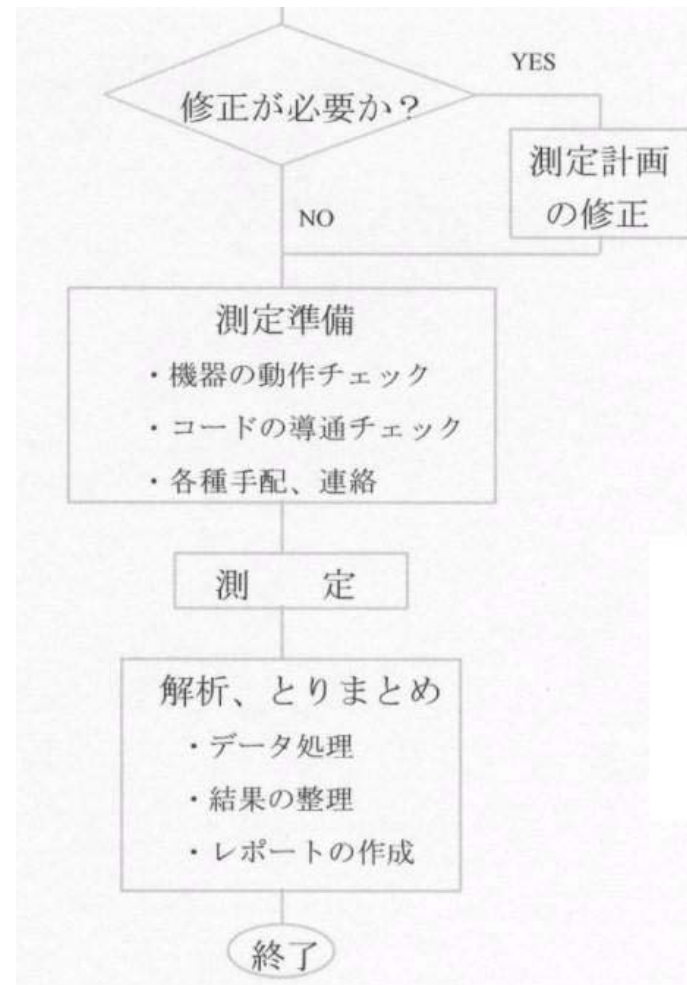 YES
修正が必要か?
測定計画
の修正
NO
測定準備
・機器の動作チェック
・コードの導通チェック
・各種手配、連絡
測 定
解析、とりまとめ
・データ処理
・結果の整理
・レポートの作成
終了